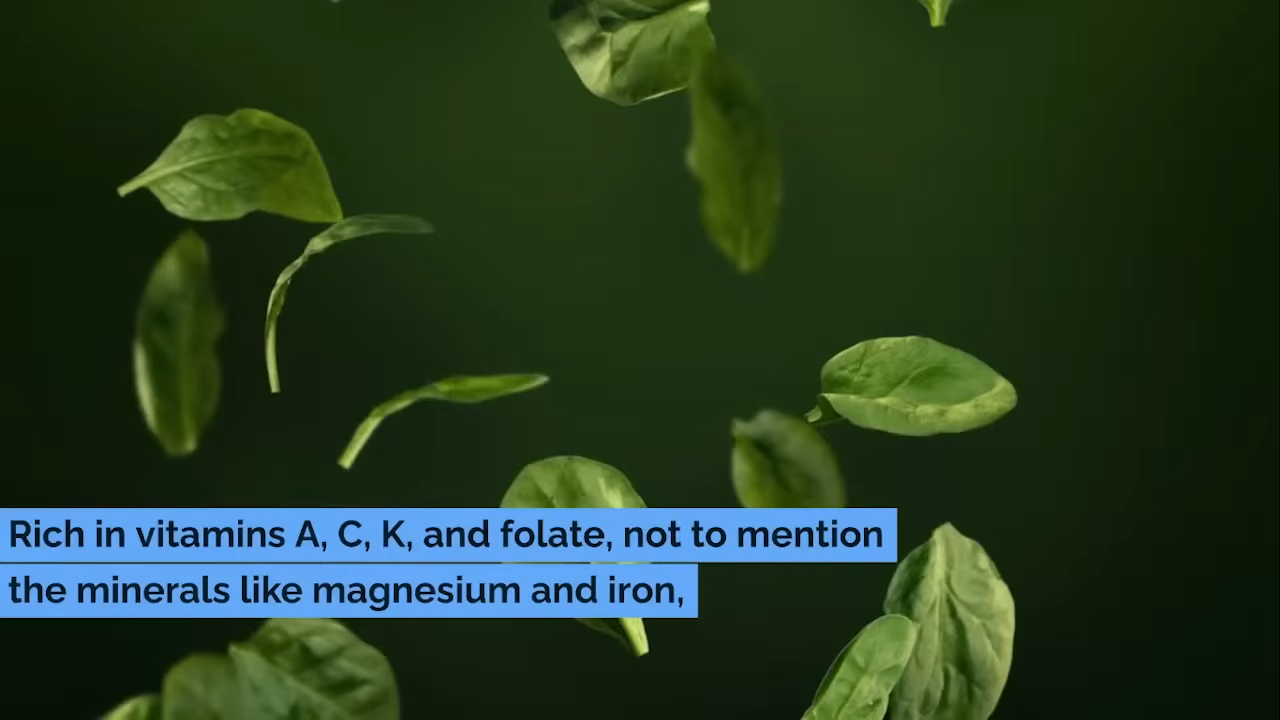 Rich in vitamins A, C, K, and folate, not to mention
the minerals like magnesium and iron,